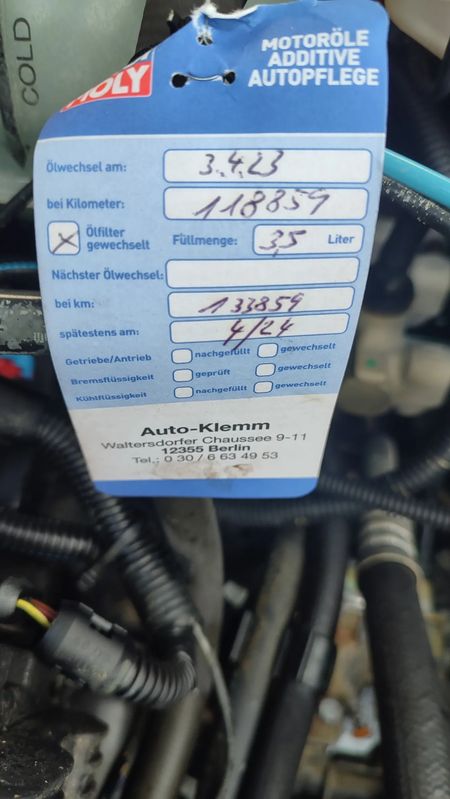 COLD
MOLY
MOTORÖLE
ADDITIVE
AUTOPFLEGE
Ölwechsel am: 3.4.23
bei Kilometer: 118859
Ölfilter gewechselt Füllmenge: 3,5 Liter
Nächster Ölwechsel:
bei km: 133859
spätestens am: 4/24
Getriebe/Antrieb nachgefüllt gewechselt
Bremsflüssigkeit geprüft gewechselt
Kühlflüssigkeit nachgefüllt gewechselt
Auto-Klemm
Waltersdorfer Chaussee 9-11
12355 Berlin
Tel.: 0 30 / 6 63 49 53